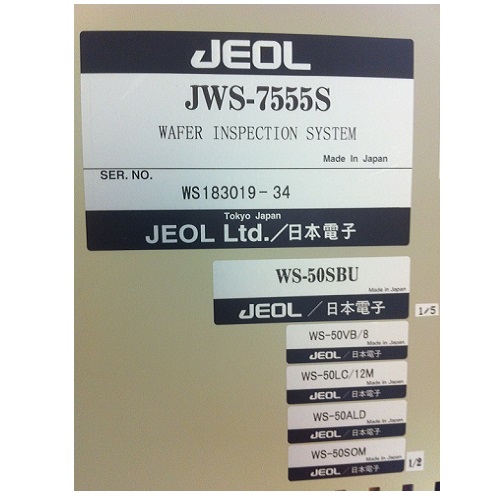 JEOL
JWS-7555S
WAFER INSPECTION SYSTEM
Made In Japan
SER. NO.
WS183019-34
Tokyo Japan
JEOL Ltd./日本電子
WS-50SBU
Made In Japan
JEOL/日本電子
1/5
WS-50VB/8
Made in Japan
JEOL/日本電子
WS-50LC/12M
Made in Japan
JEOL/日本電子
WS-50ALD
Made in Japan
JEOL/日本電子
WS-50SOM
Made in Japan
JEOL/日本電子
1/2